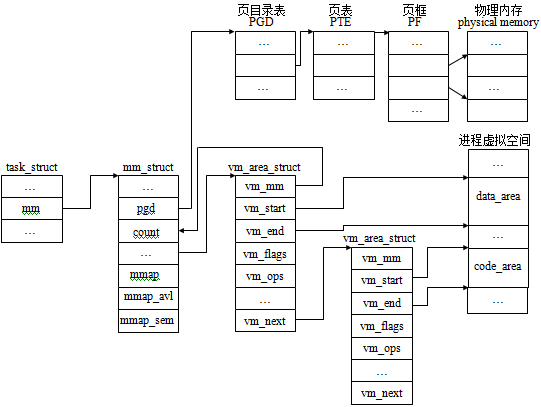 页目录表
PGD
…
…
页表
PTE
…
…
页框
PF
…
…
物理内存
physical memory
…
…
task_struct
…
mm
…
mm_struct
…
pgd
count
…
mmap
mmap_avl
mmap_sem
vm_area_struct
vm_mm
vm_start
vm_end
vm_flags
vm_ops
…
vm_next
vm_area_struct
vm_mm
vm_start
vm_end
vm_flags
vm_ops
…
vm_next
进程虚拟空间
…
data_area
…
code_area
…